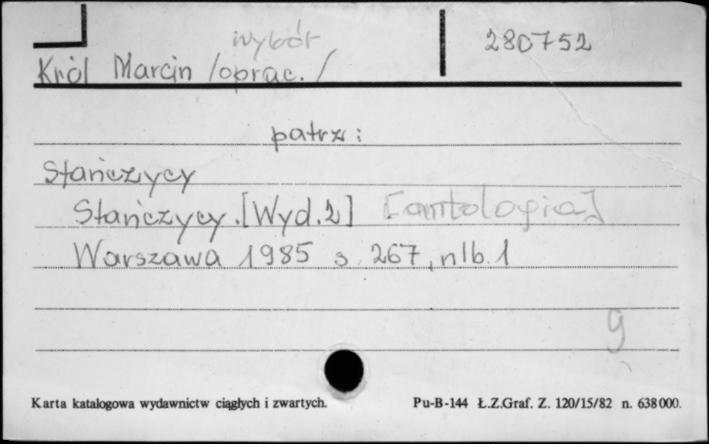 wybór
280752
Król Marcin /oprac./
patrz:
Stańczycy
Stańczycy. [Wyd. 2] [antologia]
Warszawa 1985 s. 267, nlb. 1
g
Karta katalogowa wydawnictw ciągłych i zwartych.
Pu-B-144 Ł.Z.Graf. Z. 120/15/82 n. 638000.